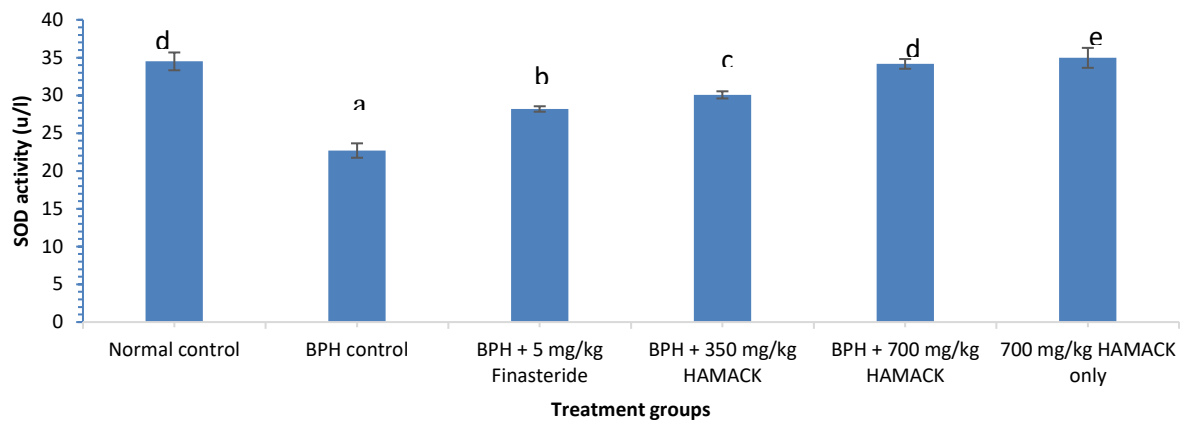 40
35
30
25
20
15
10
5
0
SOD activity (u/l)
d
a
b
c
d
e
Normal control
BPH control
BPH + 5 mg/kg
Finasteride
BPH + 350 mg/kg
HAMACK
BPH + 700 mg/kg
HAMACK
700 mg/kg HAMACK
only
Treatment groups